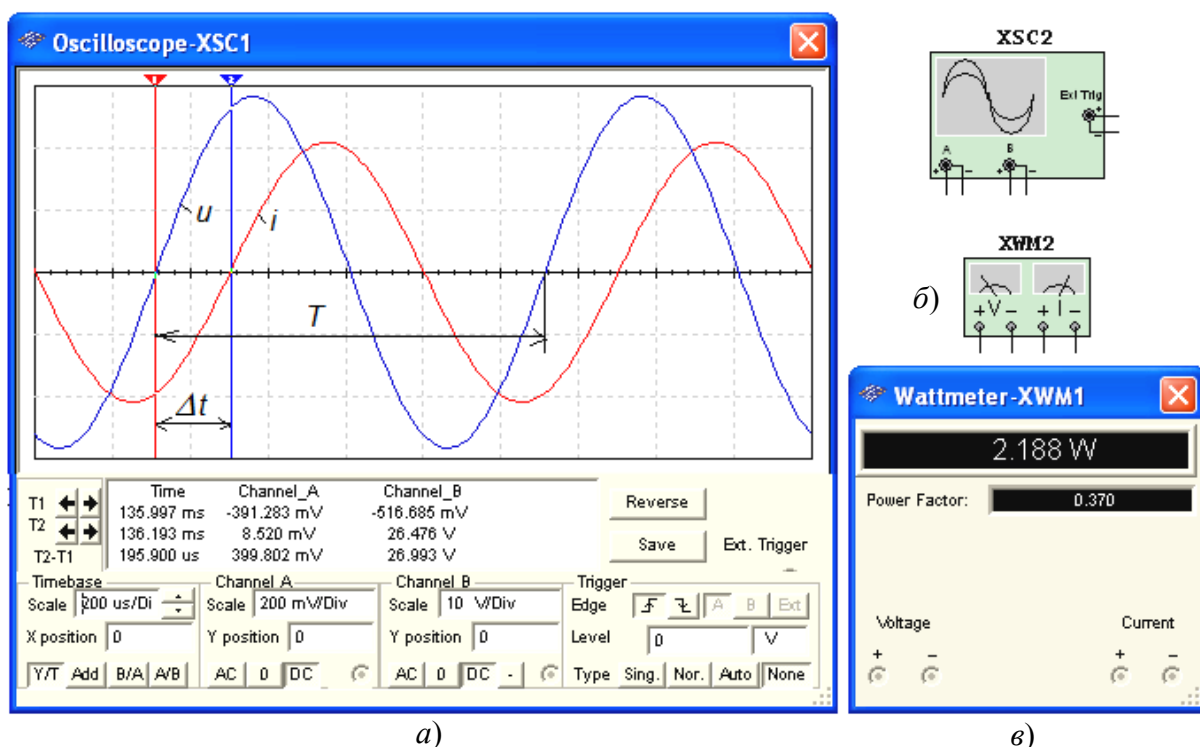 Oscilloscope-XSC1
1 2
u
i
T
Δt
T1
T2
T2-T1
Time Channel_A Channel_B
135.997 ms -391.283 mV -516.685 mV
136.193 ms 8.520 mV 26.476 V
195.900 us 399.802 mV 26.993 V
Reverse
Save
Ext. Trigger
Timebase
Scale 200 us/Di
X position 0
Y/T Add B/A A/B
Channel_A
Scale 200 mV/Div
Y position 0
AC 0 DC
Channel_B
Scale 10 V/Div
Y position 0
AC 0 DC -
Trigger
Edge A B Ext
Level 0 V
Type Sing. Nor. Auto None
а)
XSC2
Ext Trig
+
-
A B
+ - + -
XWM2
+ V - + I -
б)
Wattmeter-XWM1
2.188 W
Power Factor: 0.370
Voltage Current
+ - + -
в)